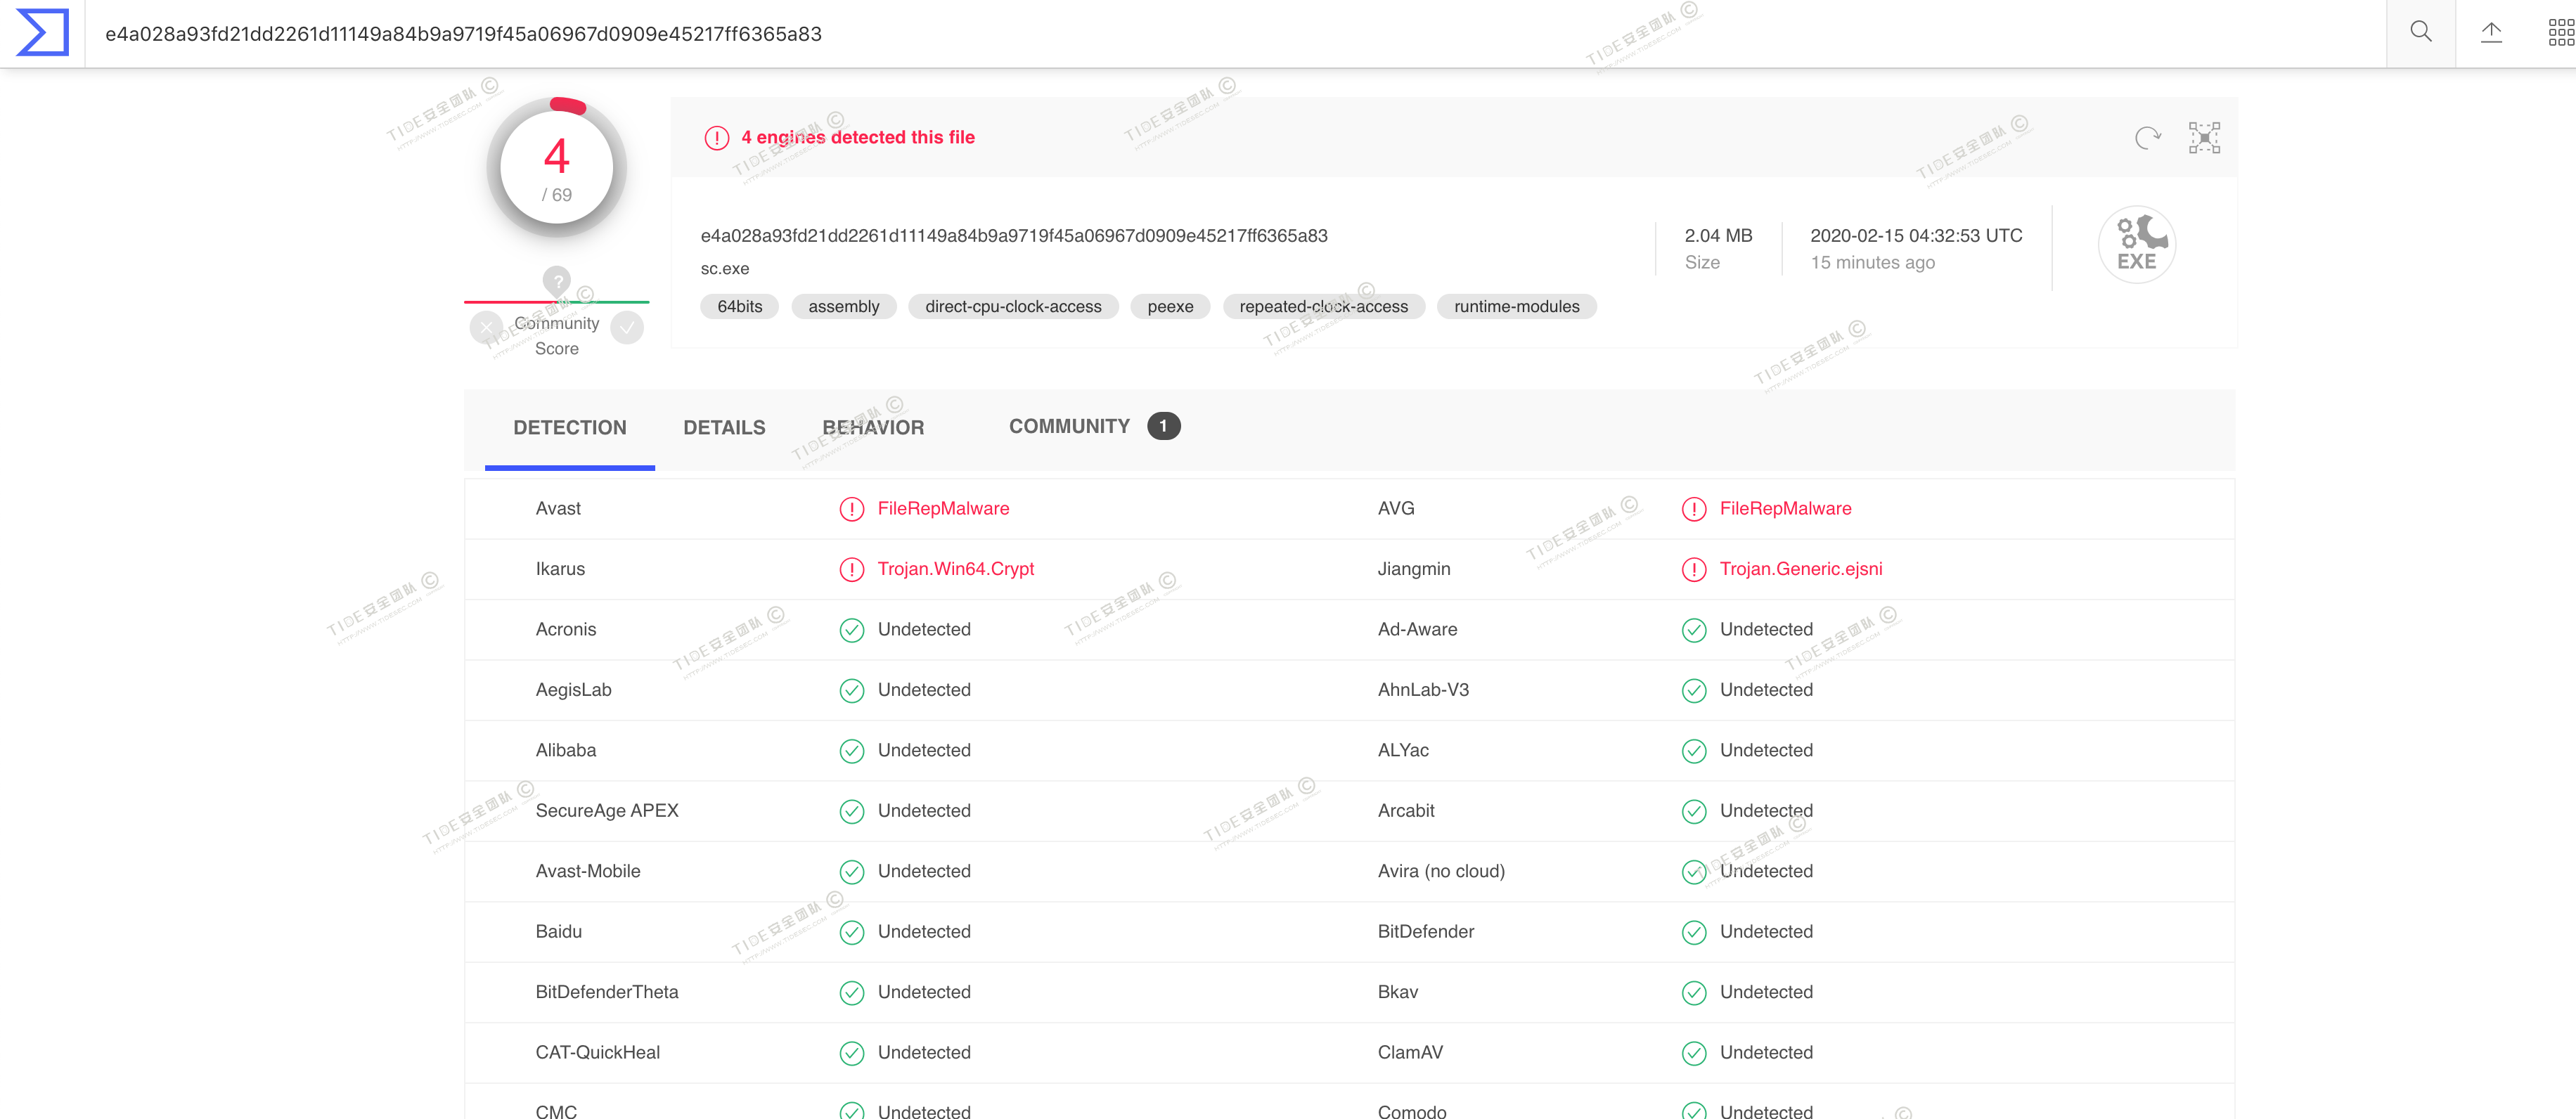 e4a028a93fd21dd2261d11149a84b9a9719f45a06967d0909e45217ff6365a83
4
/ 69
?
Community
Score
4 engines detected this file
e4a028a93fd21dd2261d11149a84b9a9719f45a06967d0909e45217ff6365a83
sc.exe
64bits assembly direct-cpu-clock-access peexe repeated-clock-access runtime-modules
2.04 MB
Size
2020-02-15 04:32:53 UTC
15 minutes ago
EXE
DETECTION DETAILS BEHAVIOR COMMUNITY 1
Avast FileRepMalware AVG FileRepMalware
Ikarus Trojan.Win64.Crypt Jiangmin Trojan.Generic.ejsni
Acronis Undetected Ad-Aware Undetected
AegisLab Undetected AhnLab-V3 Undetected
Alibaba Undetected ALYac Undetected
SecureAge APEX Undetected Arcabit Undetected
Avast-Mobile Undetected Avira (no cloud) Undetected
Baidu Undetected BitDefender Undetected
BitDefenderTheta Undetected Bkav Undetected
CAT-QuickHeal Undetected ClamAV Undetected
CMC Undetected Comodo Undetected
TIDE安全团队 ©
HTTP://WWW.TIDESEC.COM